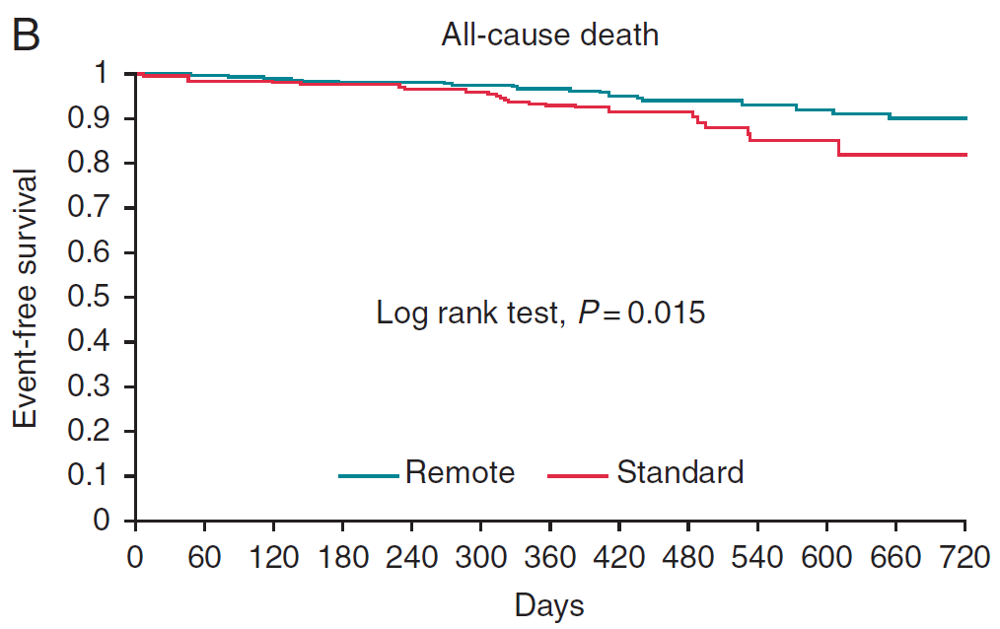 B
All-cause death
Event-free survival
1
0.9
0.8
0.7
0.6
0.5
0.4
0.3
0.2
0.1
0
Log rank test, P = 0.015
Remote Standard
0 60 120 180 240 300 360 420 480 540 600 660 720
Days